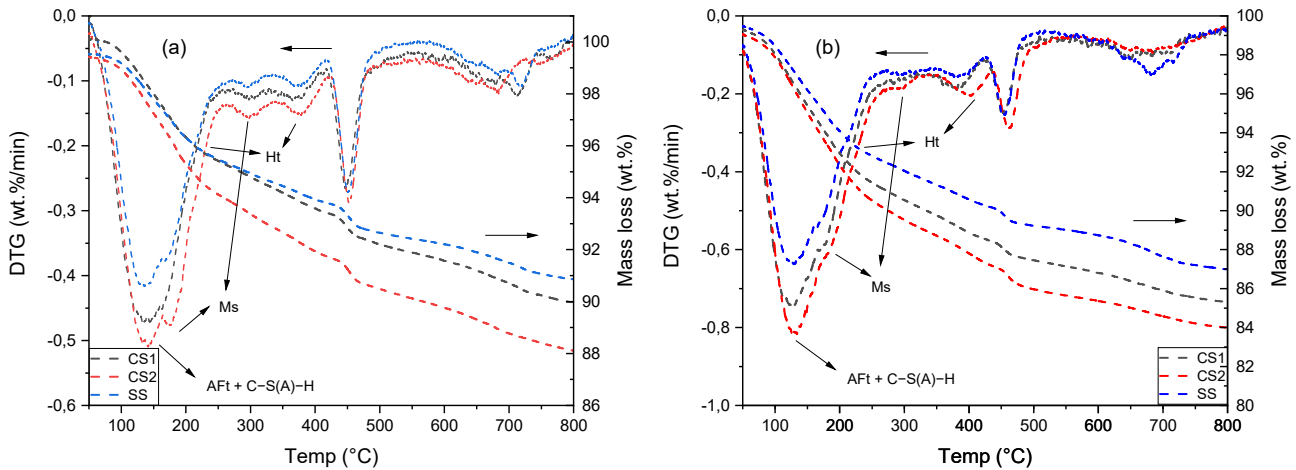 (a)
DTG (wt.%/min)
0,0
-0,1
-0,2
-0,3
-0,4
-0,5
-0,6
100
200
300
400
500
600
700
800
Temp (°C)
100
98
96
94
92
90
88
86
Mass loss (wt.%)
Ht
Ms
AFt + C–S(A)–H
CS1
CS2
SS
(b)
DTG (wt.%/min)
0,0
-0,2
-0,4
-0,6
-0,8
-1,0
100
200
300
400
500
600
700
800
Temp (°C)
100
98
96
94
92
90
88
86
84
82
80
Mass loss (wt.%)
Ht
Ms
AFt + C–S(A)–H
CS1
CS2
SS